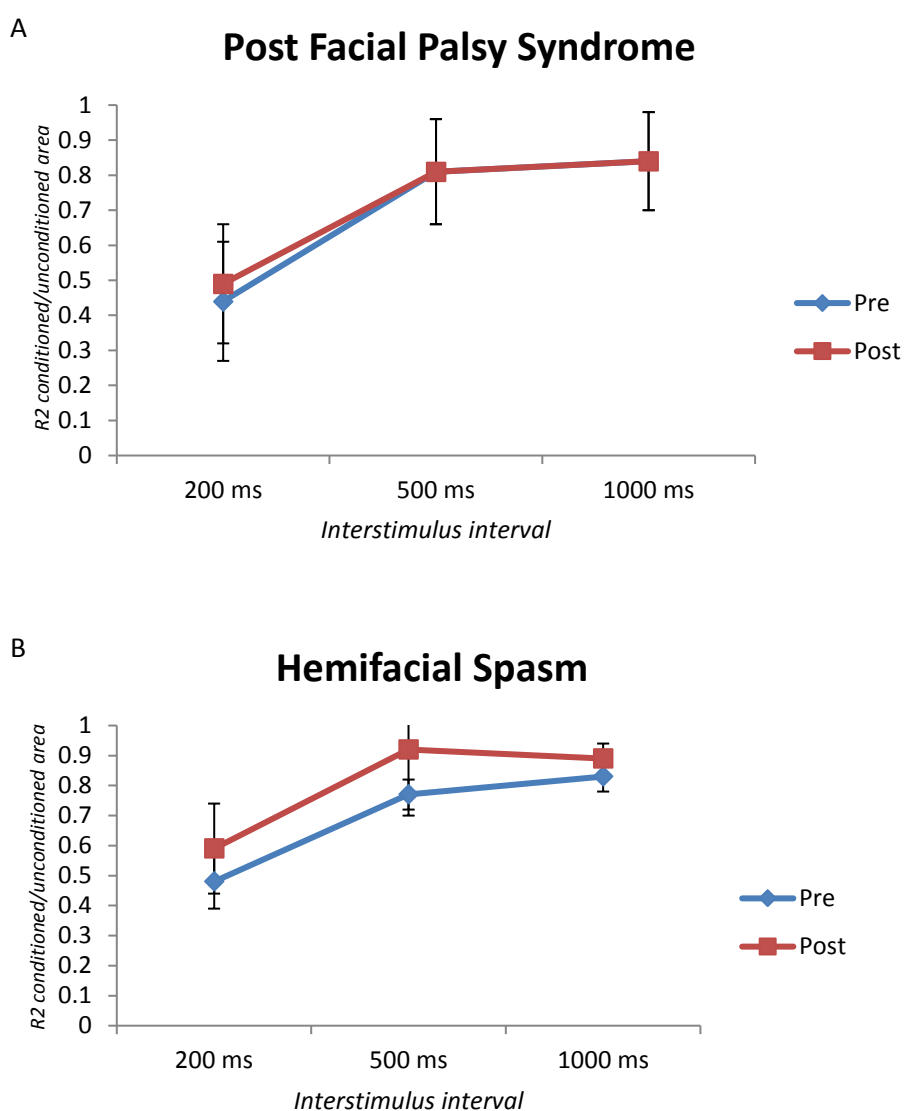 A
Post Facial Palsy Syndrome
R2 conditioned/unconditioned area
1
0.9
0.8
0.7
0.6
0.5
0.4
0.3
0.2
0.1
0
200 ms
500 ms
1000 ms
Interstimulus interval
Pre
Post
B
Hemifacial Spasm
R2 conditioned/unconditioned area
1
0.9
0.8
0.7
0.6
0.5
0.4
0.3
0.2
0.1
0
200 ms
500 ms
1000 ms
Interstimulus interval
Pre
Post